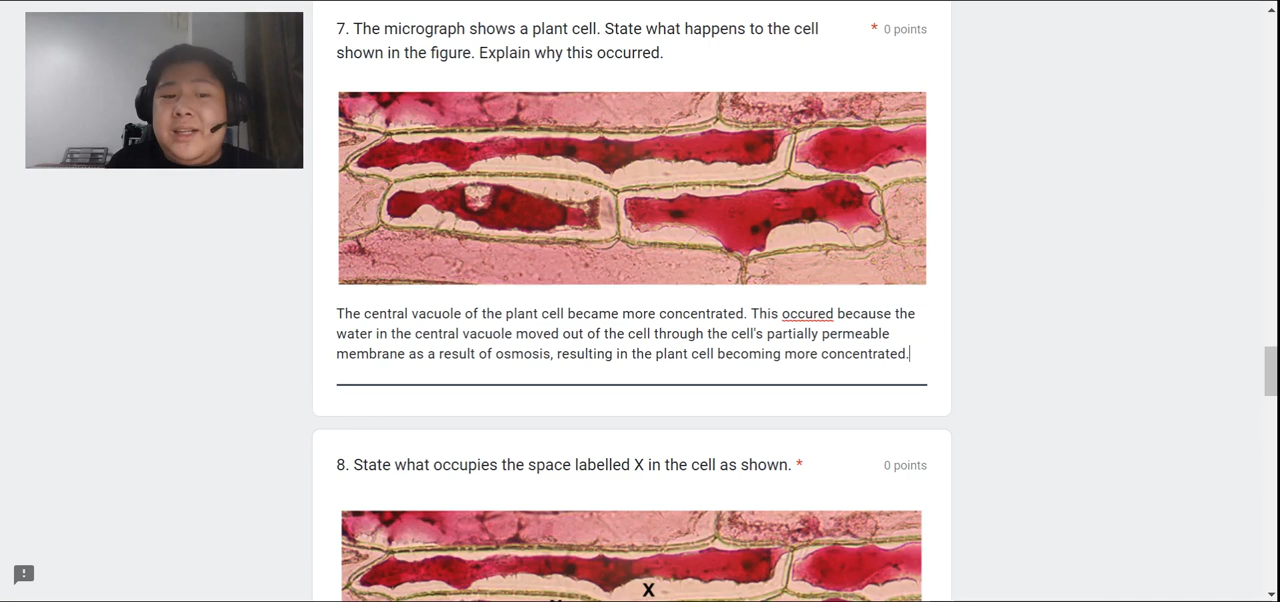 7. The micrograph shows a plant cell. State what happens to the cell
* 0 points
shown in the figure. Explain why this occurred.
The central vacuole of the plant cell became more concentrated. This occured because the
water in the central vacuole moved out of the cell through the cell's partially permeable
membrane as a result of osmosis, resulting in the plant cell becoming more concentrated.
8. State what occupies the space labelled X in the cell as shown. *
0 points
X